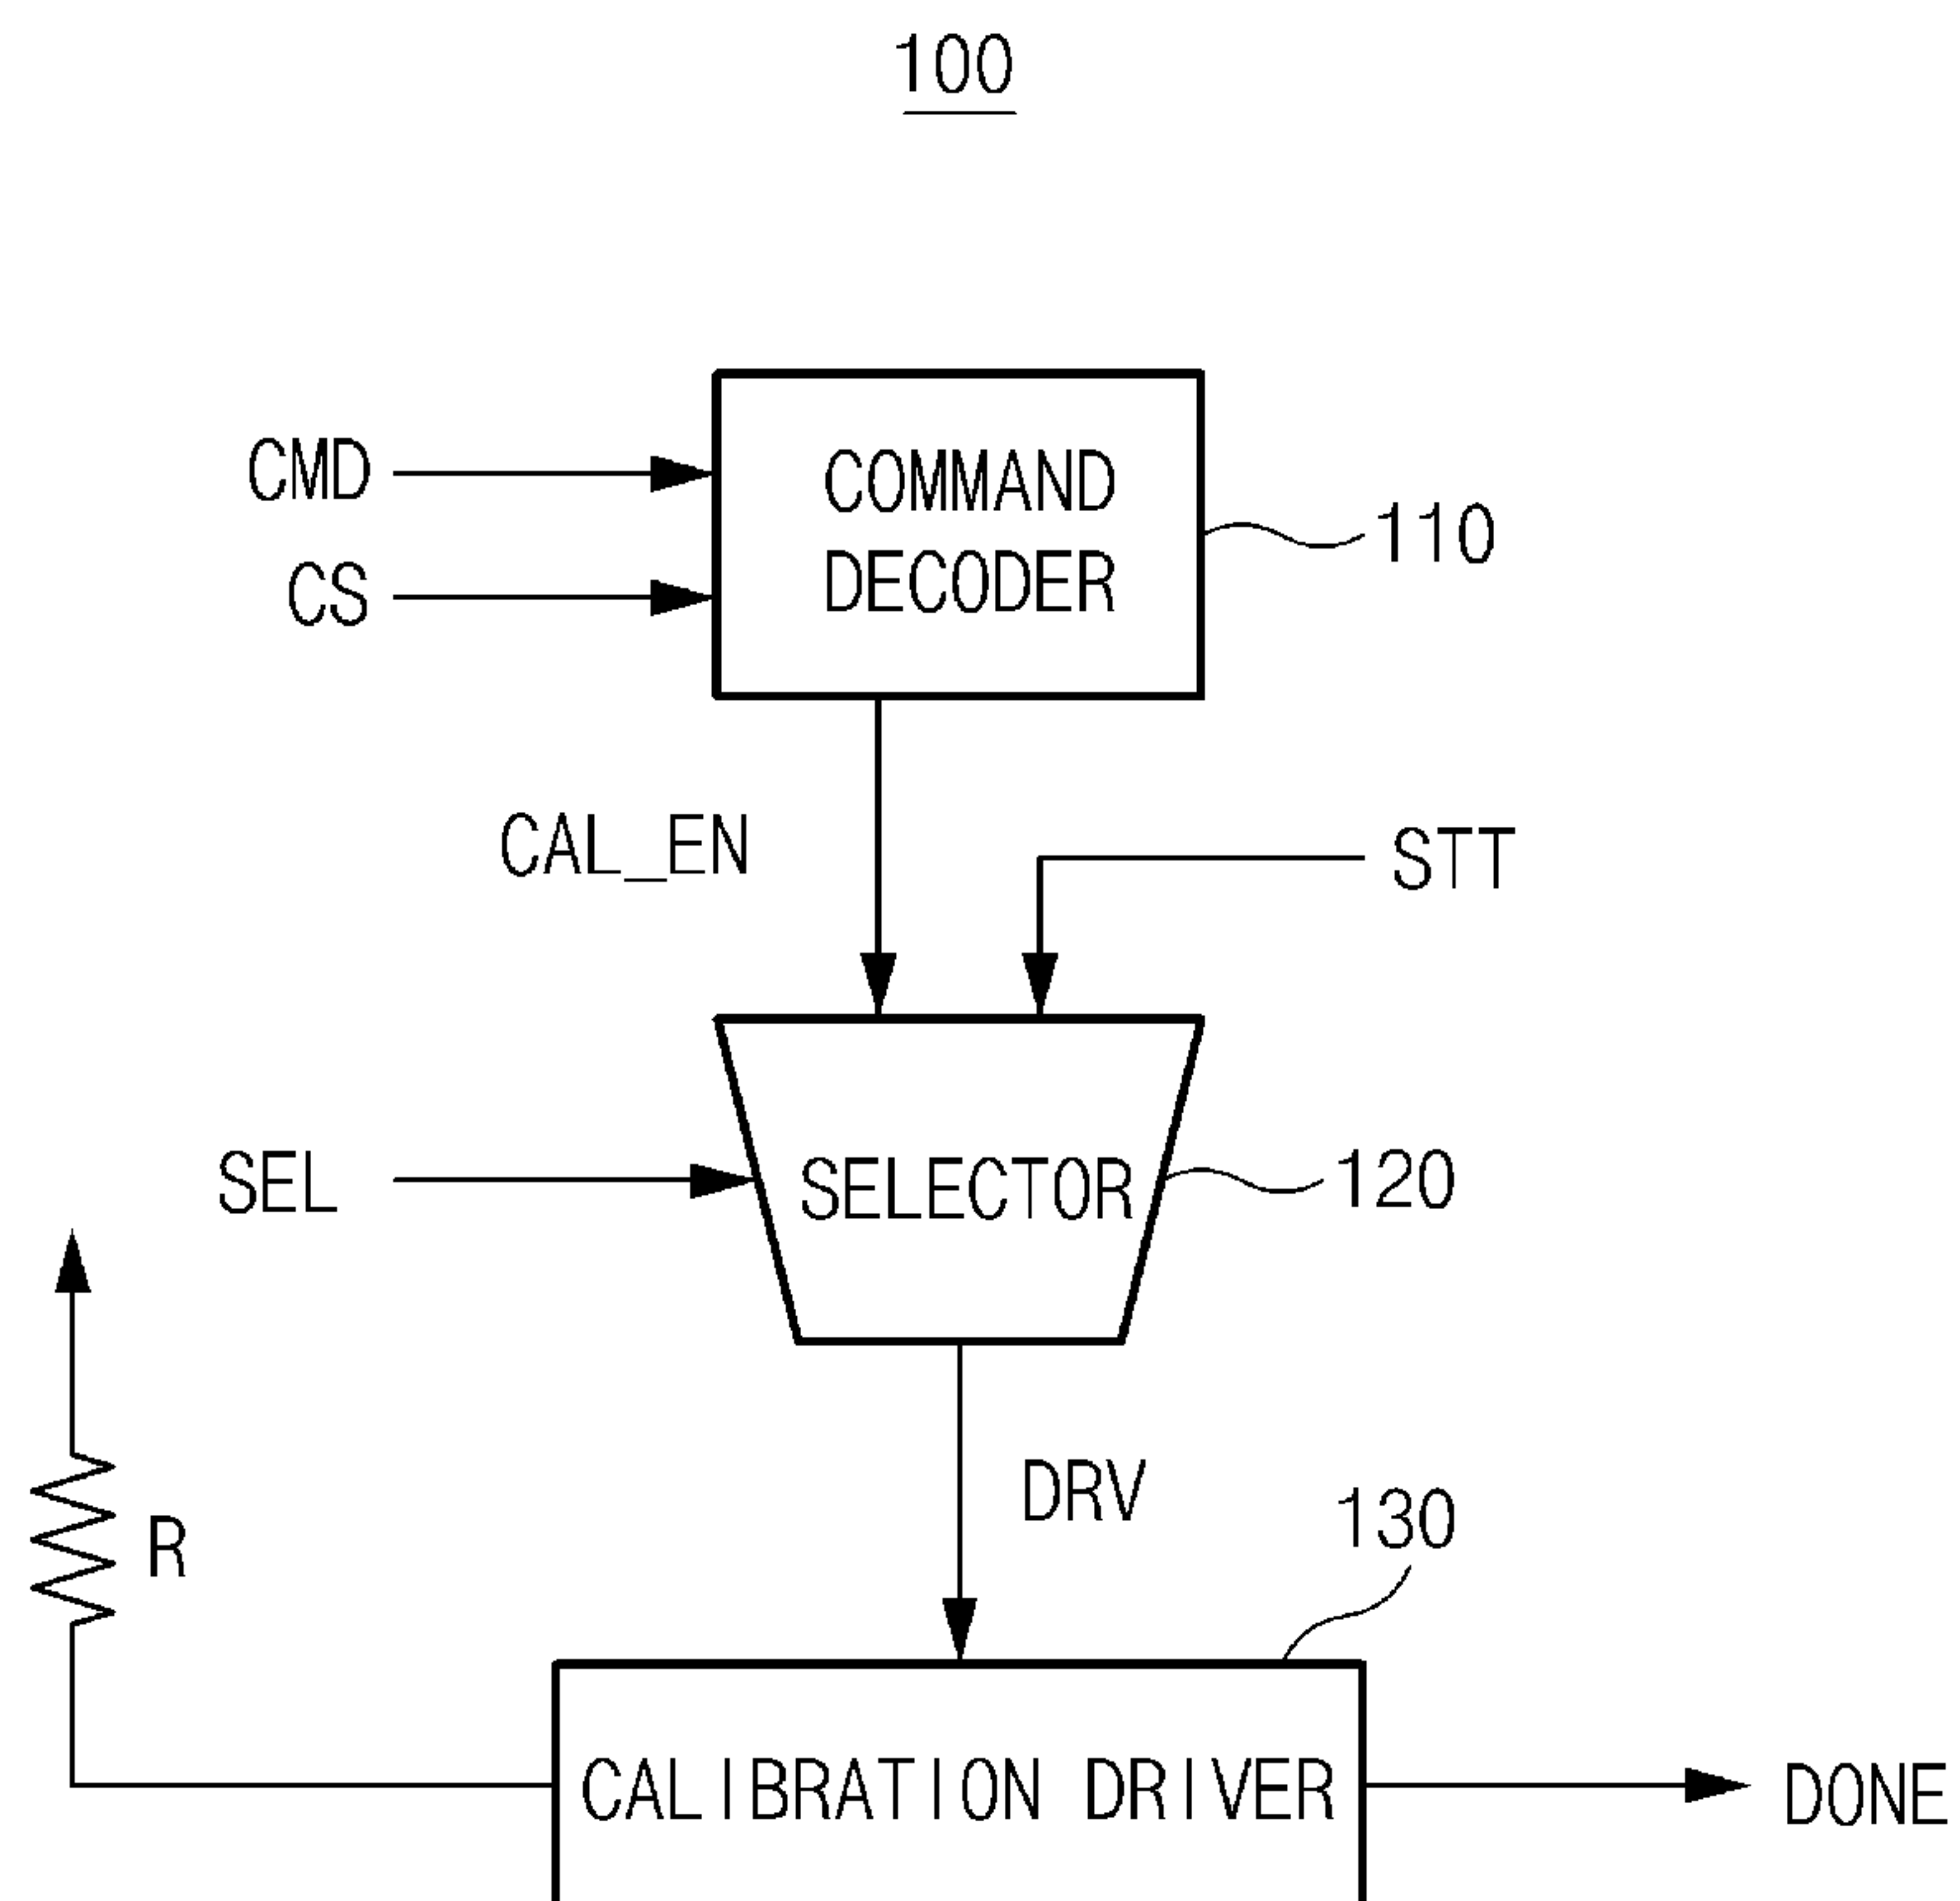 100
CMD
COMMAND
DECODER
110
CS
CAL_EN
STT
SEL
SELECTOR
120
DRV
130
R
CALIBRATION DRIVER
DONE